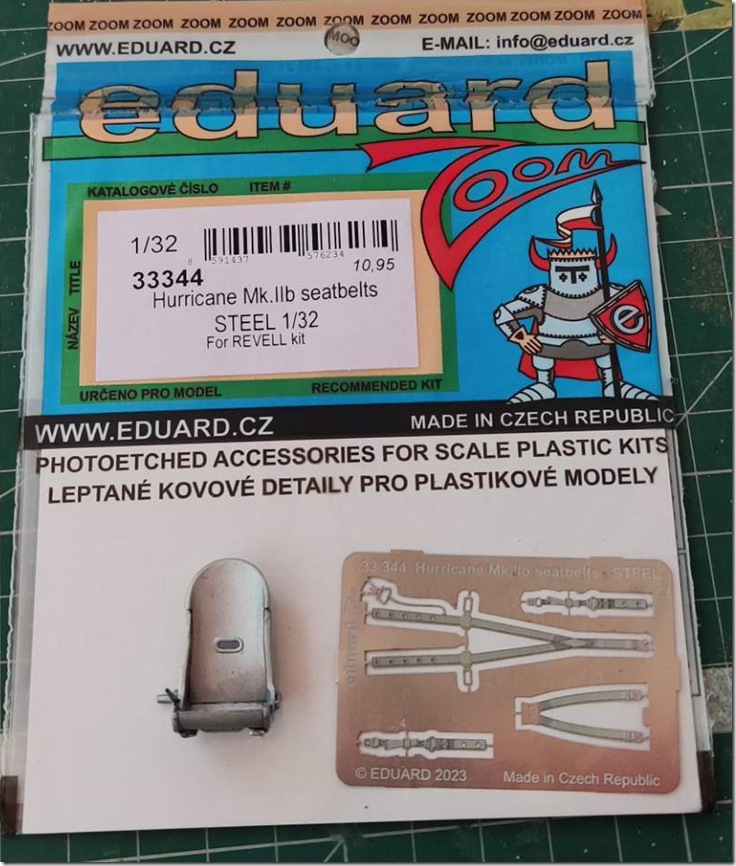 ZOOM ZOOM ZOOM ZOOM ZOOM ZOOM ZOOM ZOOM ZOOM ZOOM ZOOM
WWW.EDUARD.CZ
E-MAIL: info@eduard.cz
eduard
Zoom
KATALOGOVÉ ČÍSLO ITEM #
NÁZEV TITLE
1/32
8 591437 576234
33344
10,95
Hurricane Mk.IIb seatbelts
STEEL 1/32
For REVELL kit
e
URČENO PRO MODEL
RECOMMENDED KIT
WWW.EDUARD.CZ
MADE IN CZECH REPUBLIC
PHOTOETCHED ACCESSORIES FOR SCALE PLASTIC KITS
LEPTANÉ KOVOVÉ DETAILY PRO PLASTIKOVÉ MODELY
33 344 Hurricane Mk.IIb seatbelts - STEEL
eduard
© EDUARD 2023
Made in Czech Republic